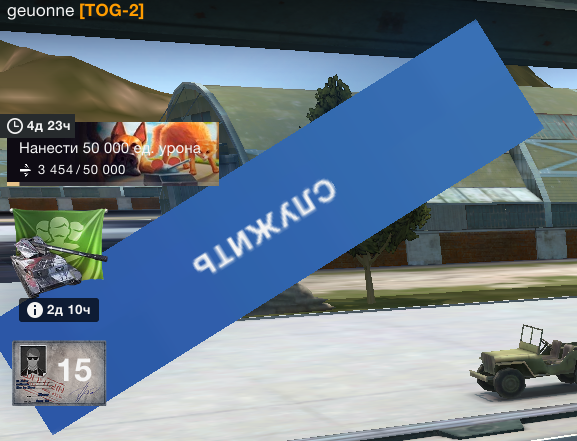 geuonne [TOG-2]
4д 23ч
Нанести 50 000 ед. урона
3 454 / 50 000
СЛУЖИТЬ
2д 10ч
15